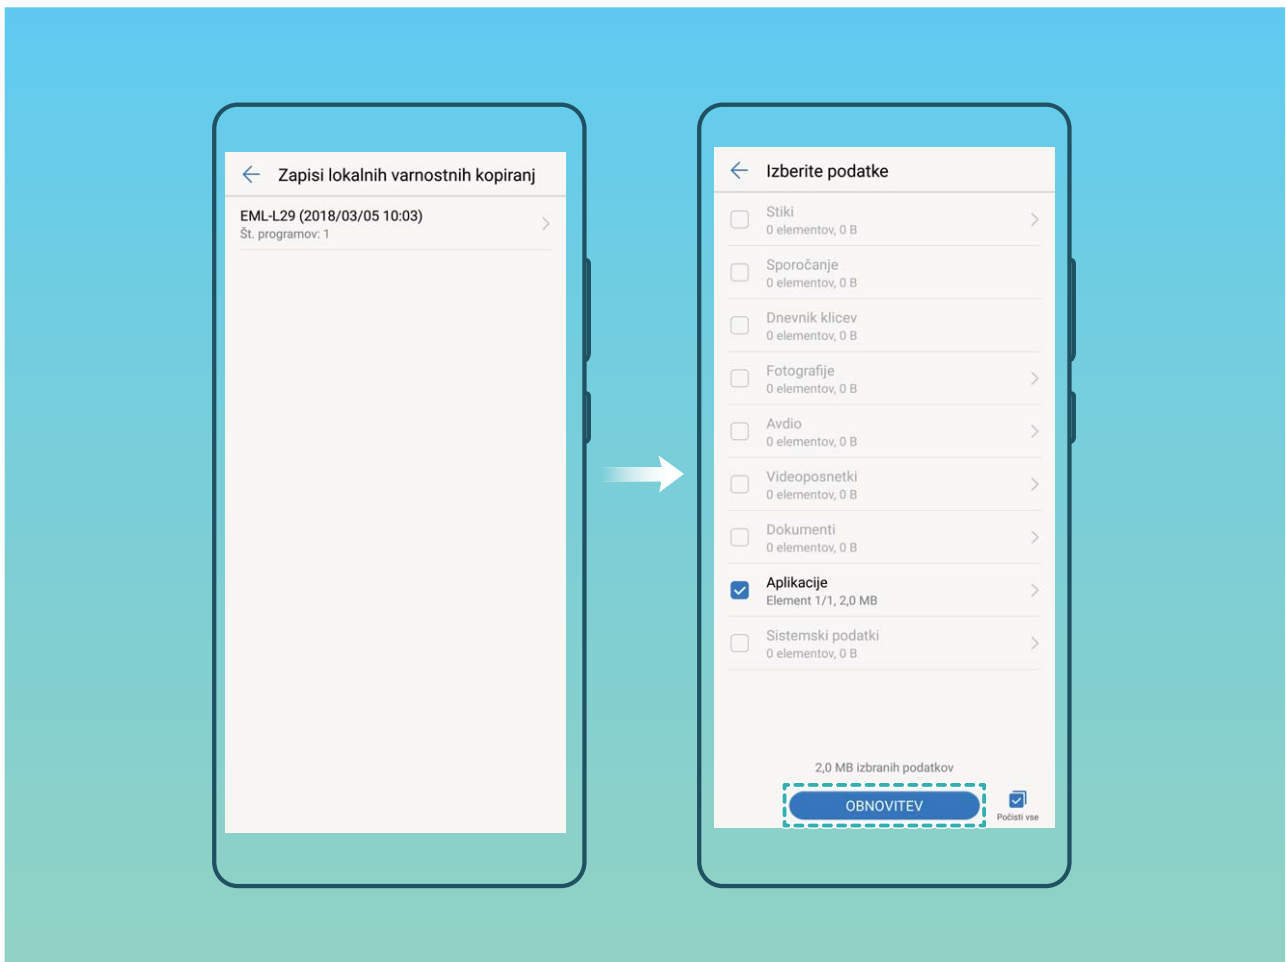 Zapisi lokalnih varnostnih kopiranj
EML-L29 (2018/03/05 10:03)
Št. programov: 1
Izberite podatke
Stiki
0 elementov, 0 B
Sporočanje
0 elementov, 0 B
Dnevnik klicev
0 elementov, 0 B
Fotografije
0 elementov, 0 B
Avdio
0 elementov, 0 B
Videoposnetki
0 elementov, 0 B
Dokumenti
0 elementov, 0 B
Aplikacije
Element 1/1, 2,0 MB
Sistemski podatki
0 elementov, 0 B
2,0 MB izbranih podatkov
OBNOVITEV
Počisti vse